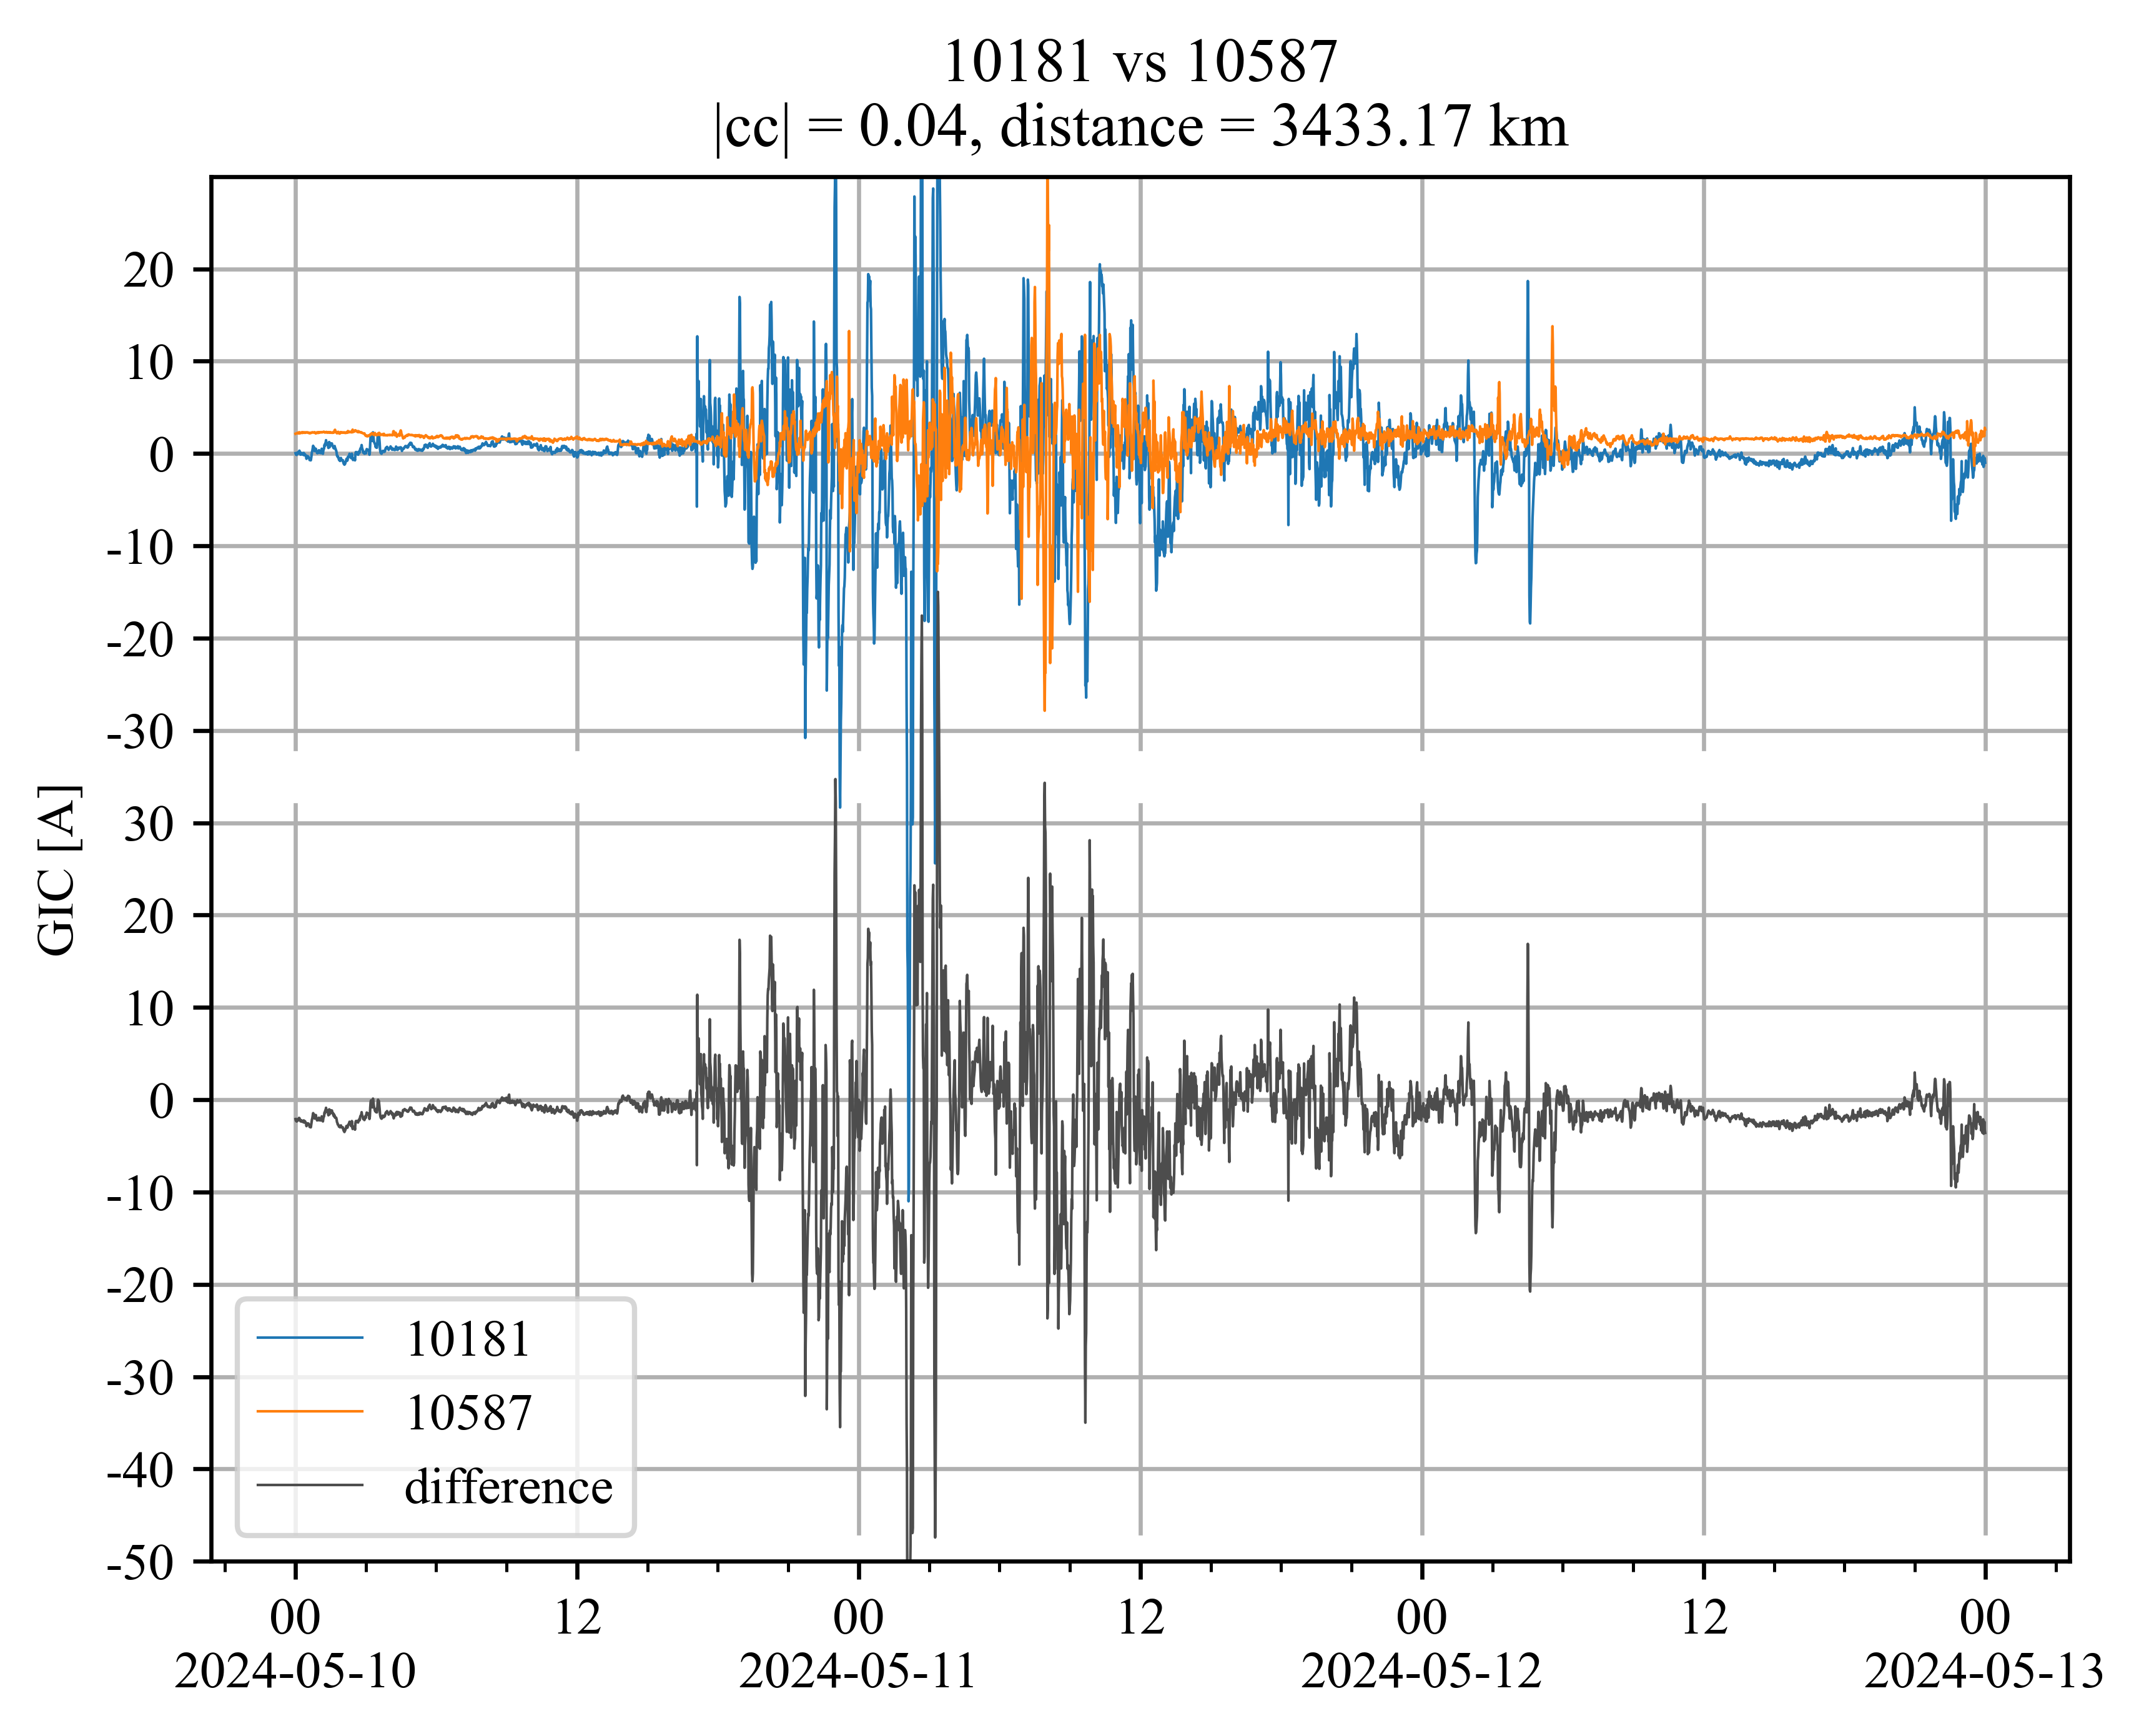 10181 vs 10587
|cc| = 0.04, distance = 3433.17 km
GIC [A]
20
10
0
-10
-20
-30
30
20
10
0
-10
-20
-30
-40
-50
10181
10587
difference
00 12 00 12 00 12 00
2024-05-10 2024-05-11 2024-05-12 2024-05-13